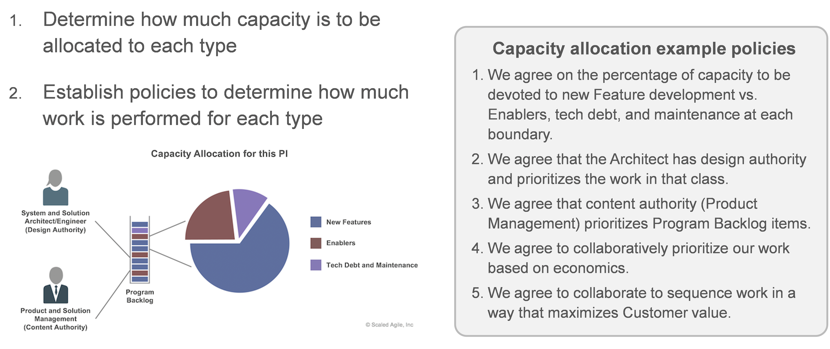 1. Determine how much capacity is to be
allocated to each type
2. Establish policies to determine how much
work is performed for each type
Capacity Allocation for this PI
System and Solution
Architect/Engineer
(Design Authority)
Product and Solution
Management
(Content Authority)
Program
Backlog
New Features
Enablers
Tech Debt and Maintenance
© Scaled Agile, Inc
Capacity allocation example policies
1. We agree on the percentage of capacity to be
devoted to new Feature development vs.
Enablers, tech debt, and maintenance at each
boundary.
2. We agree that the Architect has design authority
and prioritizes the work in that class.
3. We agree that content authority (Product
Management) prioritizes Program Backlog items.
4. We agree to collaboratively prioritize our work
based on economics.
5. We agree to collaborate to sequence work in a
way that maximizes Customer value.